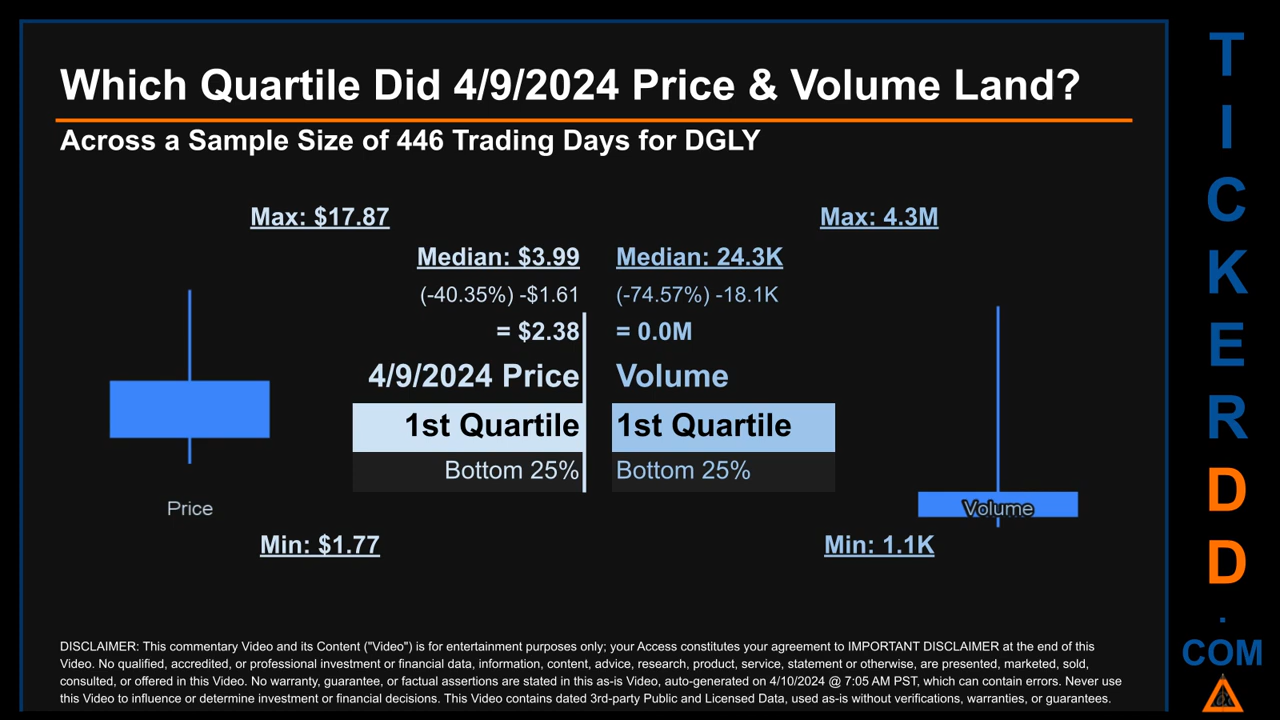 Which Quartile Did 4/9/2024 Price & Volume Land?
Across a Sample Size of 446 Trading Days for DGLY
Max: $17.87
Max: 4.3M
Median: $3.99
Median: 24.3K
(-40.35%) -$1.61
(-74.57%) -18.1K
= $2.38
= 0.0M
4/9/2024 Price
Volume
1st Quartile
1st Quartile
Bottom 25%
Bottom 25%
Price
Volume
Min: $1.77
Min: 1.1K
DISCLAIMER: This commentary Video and its Content ("Video") is for entertainment purposes only; your Access constitutes your agreement to IMPORTANT DISCLAIMER at the end of this
Video. No qualified, accredited, or professional investment or financial data, information, content, advice, research, product, service, statement or otherwise, are presented, marketed, sold,
consulted, or offered in this Video. No warranty, guarantee, or factual assertions are stated in this as-is Video, auto-generated on 4/10/2024 @ 7:05 AM PST, which can contain errors. Never use
this Video to influence or determine investment or financial decisions. This Video contains dated 3rd-party Public and Licensed Data, used as-is without verifications, warranties, or guarantees.
T
I
C
K
E
R
D
D
.
COM